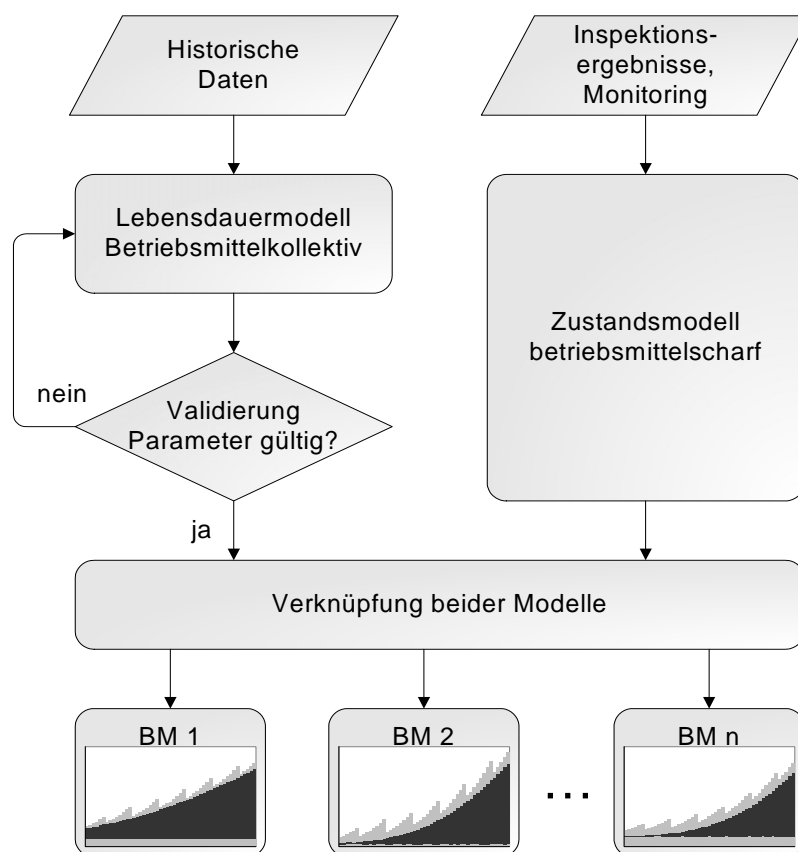 Historische
Daten
Inspektions-
ergebnisse,
Monitoring
Lebensdauermodell
Betriebsmittelkollektiv
Zustandsmodell
betriebsmittelscharf
nein
Validierung
Parameter gültig?
ja
Verknüpfung beider Modelle
BM 1
BM 2
...
BM n